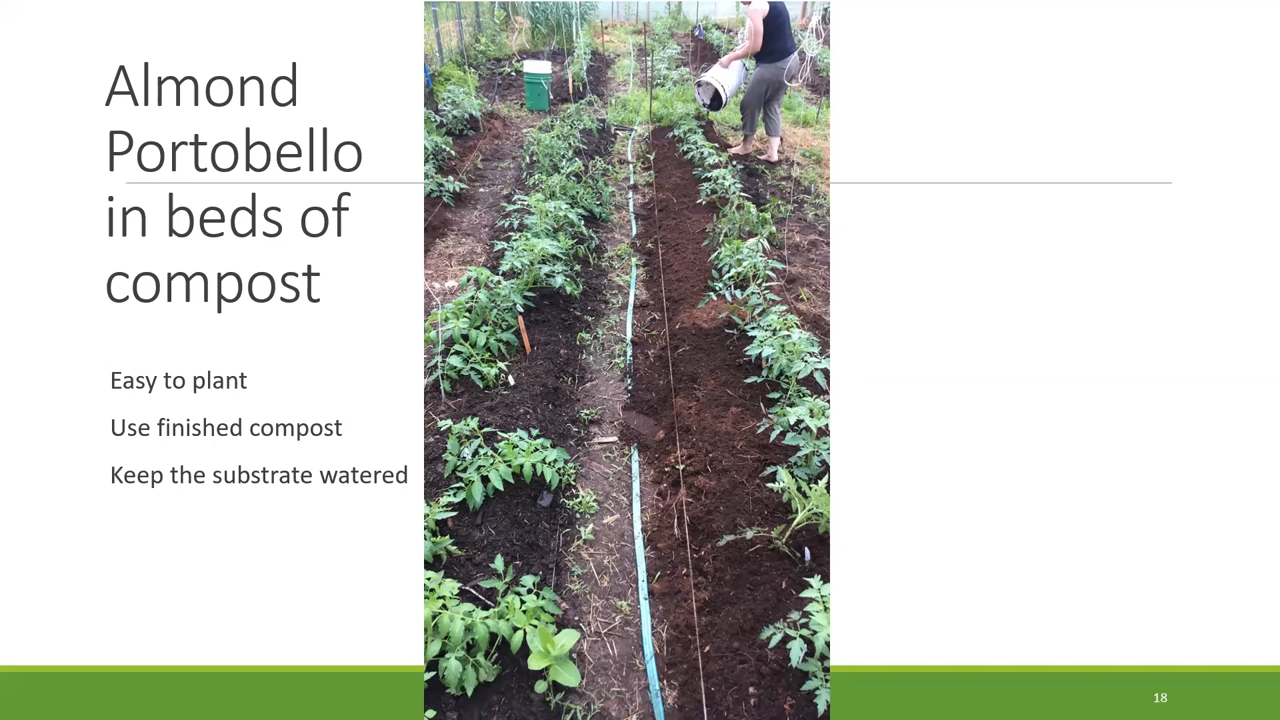 Almond
Portobello
in beds of
compost
Easy to plant
Use finished compost
Keep the substrate watered
18